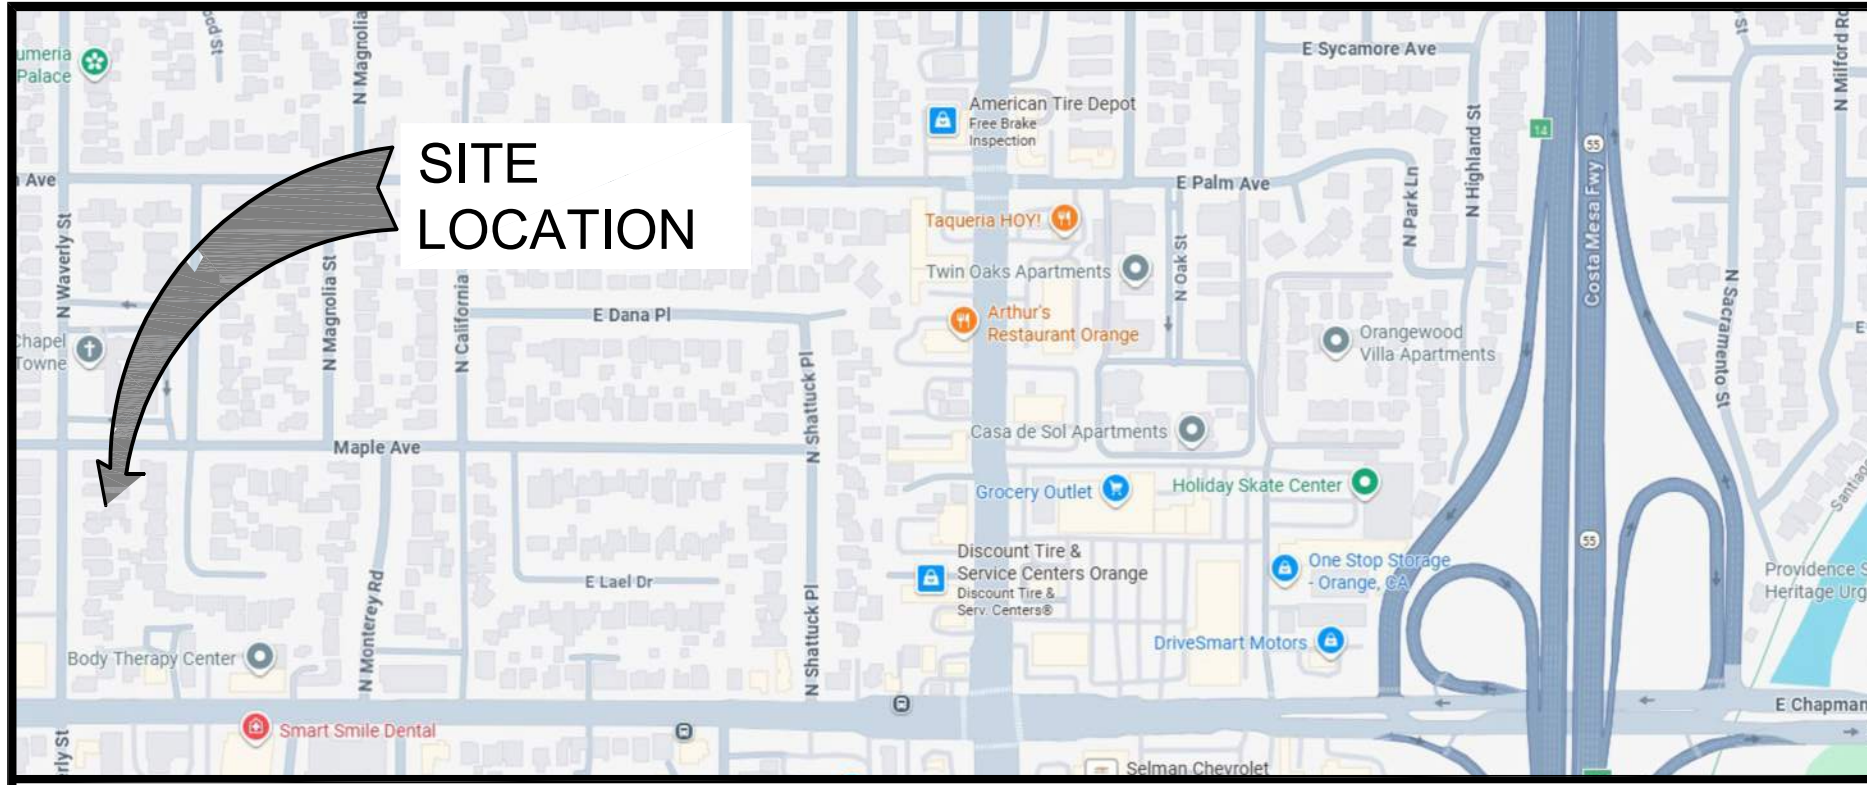 ood St
N Magnolia
E Sycamore Ave
N Milford Rd
umeria
Palace
American Tire Depot
Free Brake
Inspection
14
55
SITE
LOCATION
Ave
E Palm Ave
N Highland St
N Park Ln
Costa Mesa Fwy
N Waverly St
Taqueria HOY!
N Oak St
Twin Oaks Apartments
N Magnolia St
N California
E Dana Pl
Arthur's
Restaurant Orange
Orangewood
Villa Apartments
N Sacramento St
Chapel
Towne
N Shattuck Pl
Maple Ave
Casa de Sol Apartments
Grocery Outlet
Holiday Skate Center
Santiago
55
Discount Tire &
Service Centers Orange
Discount Tire &
Serv. Centers®
One Stop Storage
- Orange, CA
Providence S
Heritage Urg
E Lael Dr
N Monterey Rd
N Shattuck Pl
DriveSmart Motors
Body Therapy Center
E Chapman
Smart Smile Dental
erly St
Selman Chevrolet